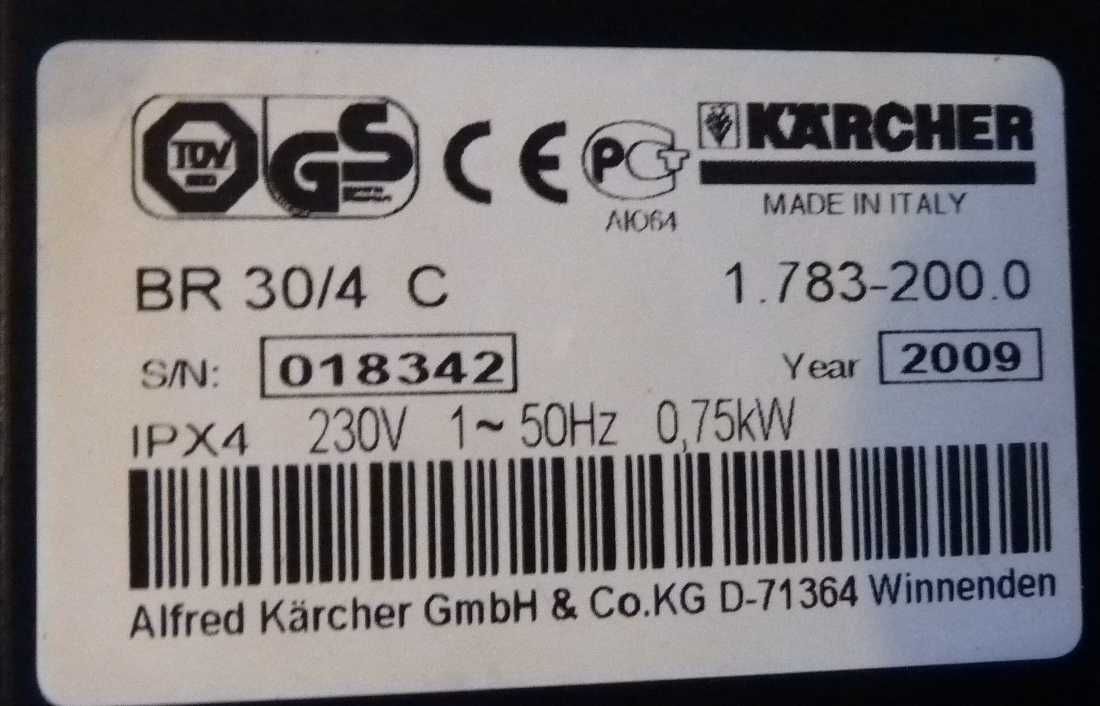 TÜV GS CE PCT KÄRCHER
АЮ64 MADE IN ITALY
BR 30/4 C 1.783-200.0
S/N: 018342 Year 2009
IPX4 230V 1~ 50Hz 0,75kW
Alfred Kärcher GmbH & Co.KG D-71364 Winnenden